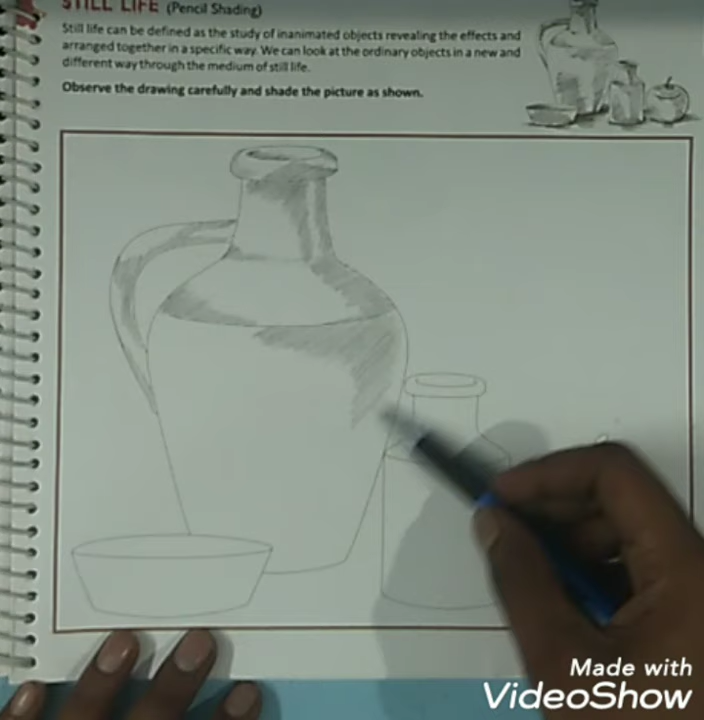 STILL LIFE (Pencil Shading)
Still life can be defined as the study of inanimated objects revealing the effects and
arranged together in a specific way. We can look at the ordinary objects in a new and
different way through the medium of still life.
Observe the drawing carefully and shade the picture as shown.
Made with
VideoShow